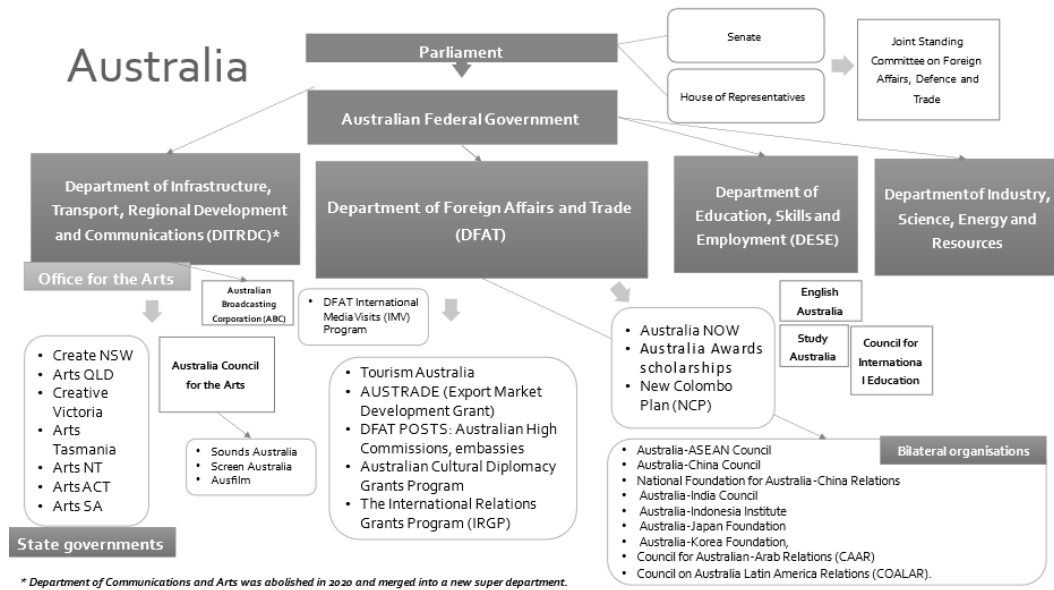 Australia
Parliament
Senate
House of Representatives
Joint Standing
Committee on Foreign
Affairs, Defence and
Trade
Australian Federal Government
Department of Infrastructure,
Transport, Regional Development
and Communications (DITRDC)*
Department of Foreign Affairs and Trade
(DFAT)
Department of
Education, Skills and
Employment (DESE)
Departmentof Industry,
Science, Energy and
Resources
Office for the Arts
Australian
Broadcasting
Corporation (ABC)
• DFAT International
Media Visits (IMV)
Program
English
Australia
Study
Australia
Council for
Internationa
l Education
• Create NSW
• Arts QLD
• Creative
Victoria
• Arts
Tasmania
• Arts NT
• Arts ACT
• Arts SA
State governments
Australia Council
for the Arts
• Sounds Australia
• Screen Australia
• Ausfilm
• Tourism Australia
• AUSTRADE (Export Market
Development Grant)
• DFAT POSTS: Australian High
Commissions, embassies
• Australian Cultural Diplomacy
Grants Program
• The International Relations
Grants Program (IRGP)
• Australia NOW
• Australia Awards
scholarships
• New Colombo
Plan (NCP)
Bilateral organisations
• Australia-ASEAN Council
• Australia-China Council
• National Foundation for Australia-China Relations
• Australia-India Council
• Australia-Indonesia Institute
• Australia-Japan Foundation
• Australia-Korea Foundation,
• Council for Australian-Arab Relations (CAAR)
• Council on Australia Latin America Relations (COALAR).
* Department of Communications and Arts was abolished in 2020 and merged into a new super department.